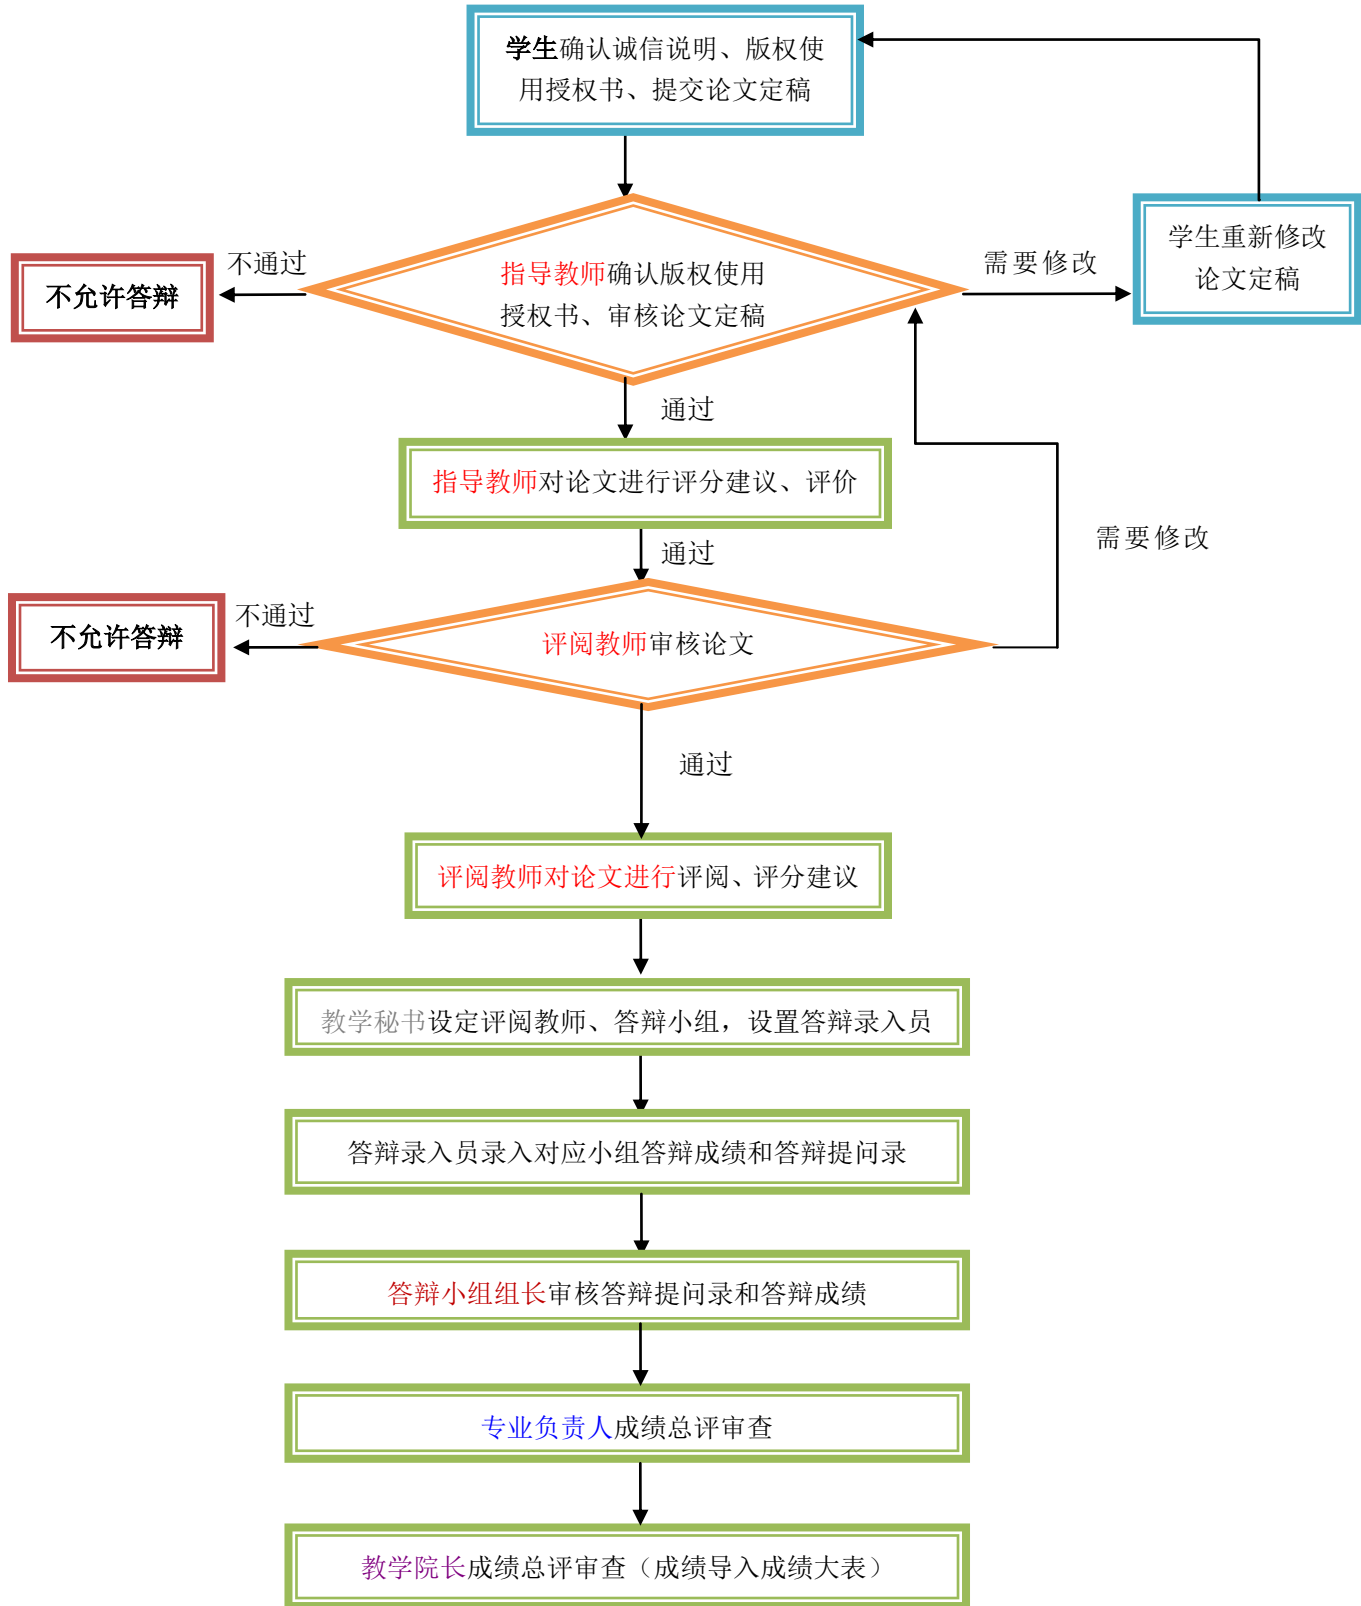 学生确认诚信说明、版权使
用授权书、提交论文定稿
学生重新修改
论文定稿
不通过
需要修改
不允许答辩
指导教师确认版权使用
授权书、审核论文定稿
通过
指导教师对论文进行评分建议、评价
需要修改
通过
不通过
不允许答辩
评阅教师审核论文
通过
评阅教师对论文进行评阅、评分建议
教学秘书设定评阅教师、答辩小组，设置答辩录入员
答辩录入员录入对应小组答辩成绩和答辩提问录
答辩小组组长审核答辩提问录和答辩成绩
专业负责人成绩总评审查
教学院长成绩总评审查（成绩导入成绩大表）